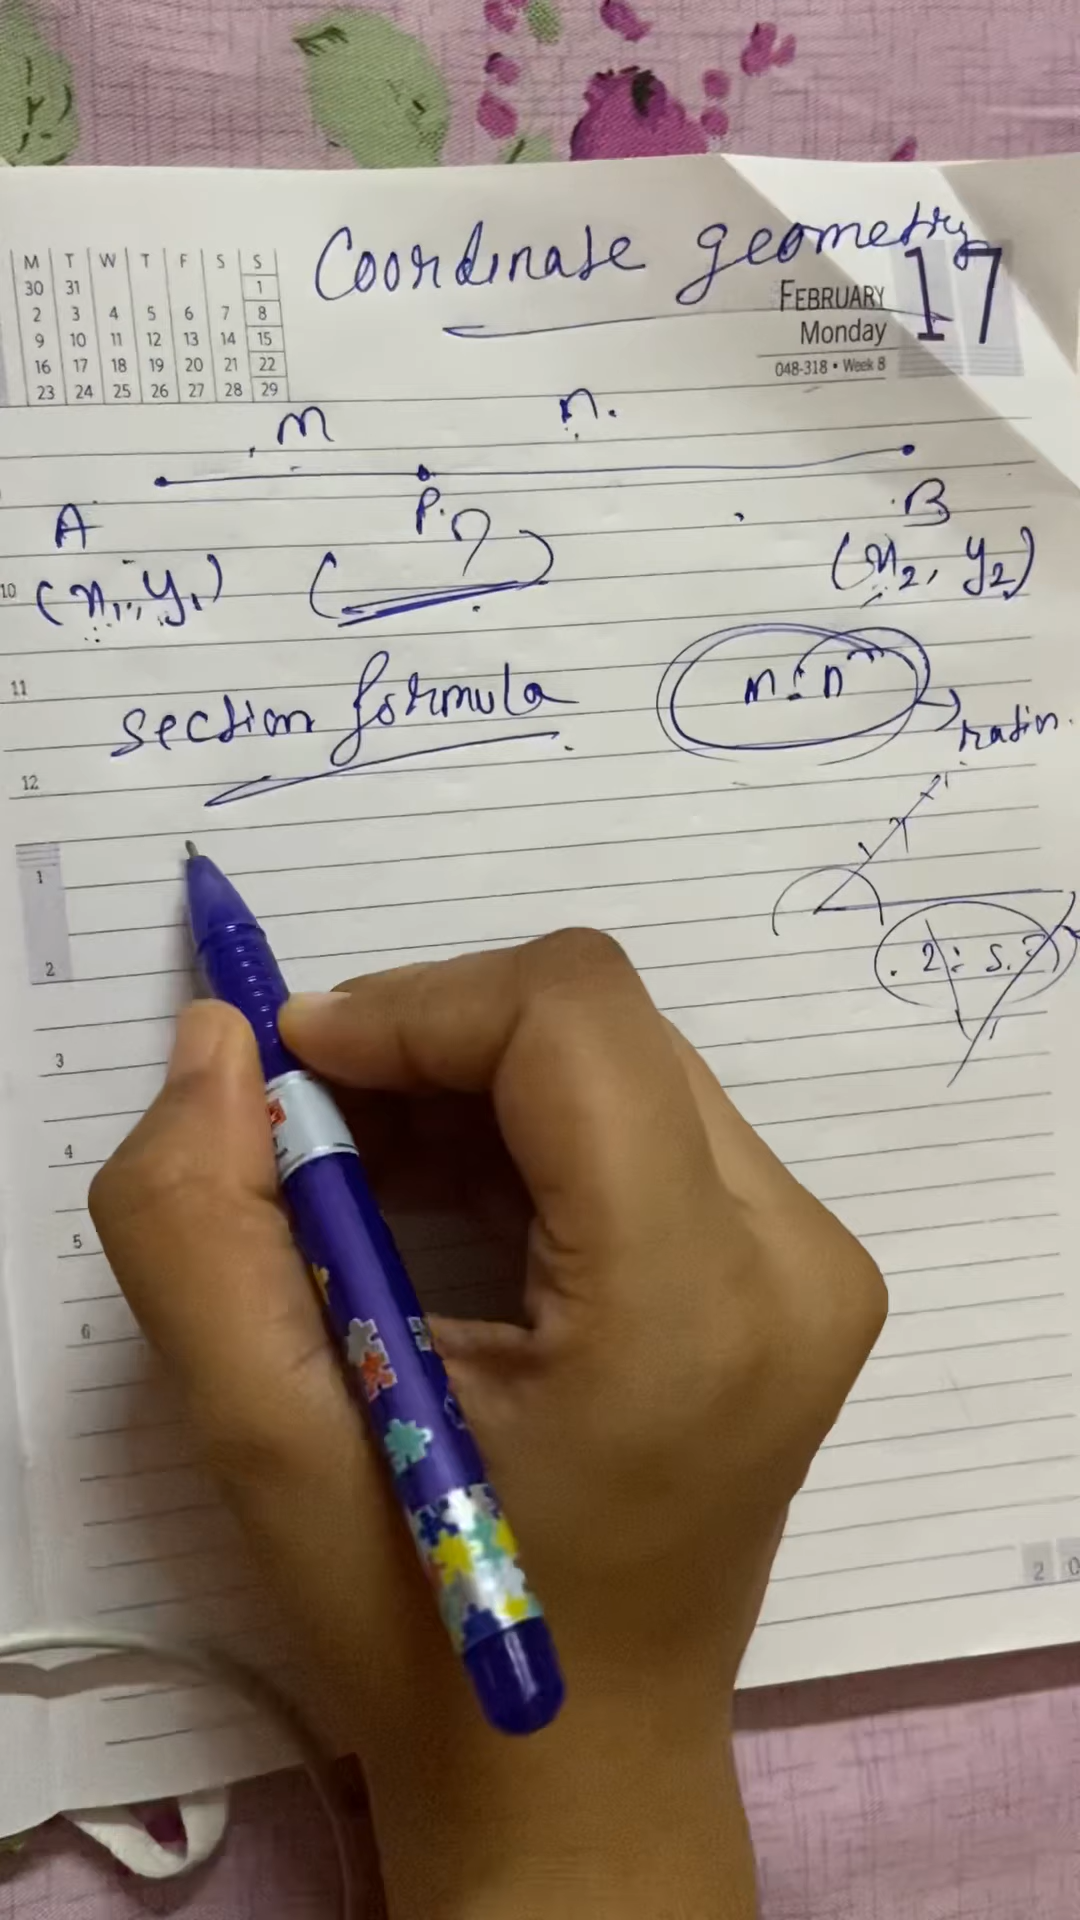 Coordinate geometry
M T W T F S S
30 31 1
2 3 4 5 6 7 8
9 10 11 12 13 14 15
16 17 18 19 20 21 22
23 24 25 26 27 28 29
FEBRUARY 17
Monday
048-318 • Week 8
m n.
A P. ? B
10 (x1, y1) ( ) (x2, y2)
11
section formula m:n
ratio
12
1
2 2:5.?
3
4
5
6
2 0